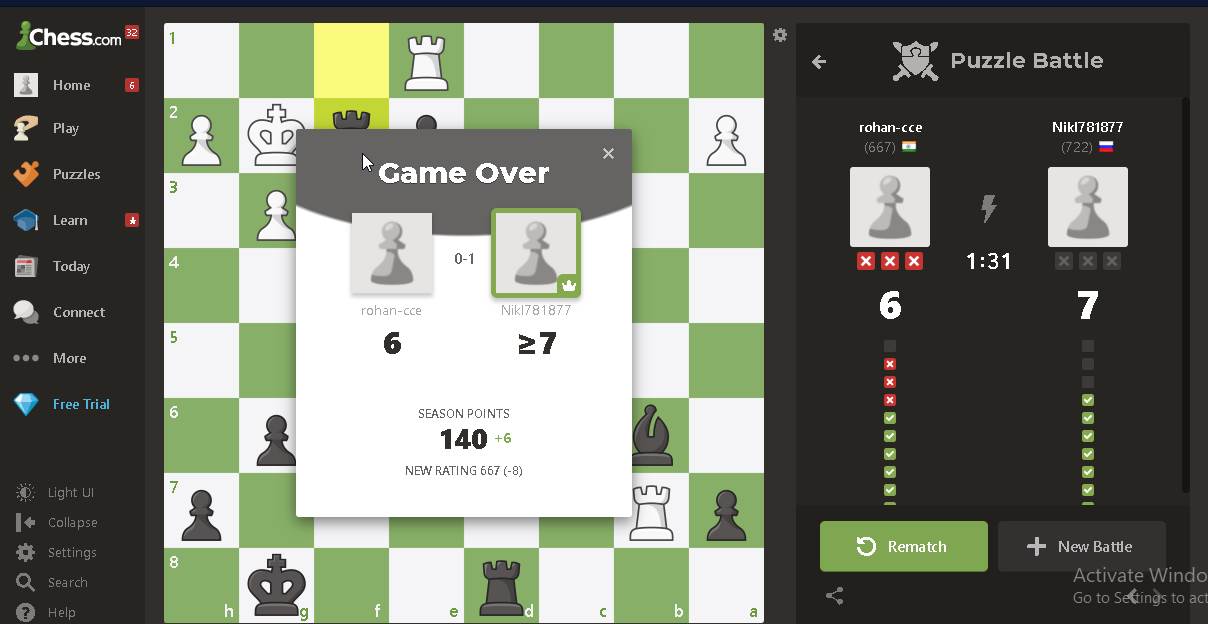 Chess.com
32
Home
6
Play
Puzzles
Learn
Today
Connect
More
Free Trial
Light UI
Collapse
Settings
Search
Help
1
2
3
4
5
6
7
8
h
g
f
e
d
c
b
a
Game Over
0-1
rohan-cce
Nikl781877
6
≥7
SEASON POINTS
140 +6
NEW RATING 667 (-8)
Puzzle Battle
rohan-cce
Nikl781877
(667)
(722)
1:31
6
7
Rematch
New Battle
Activate Windo
Go to Settings to act